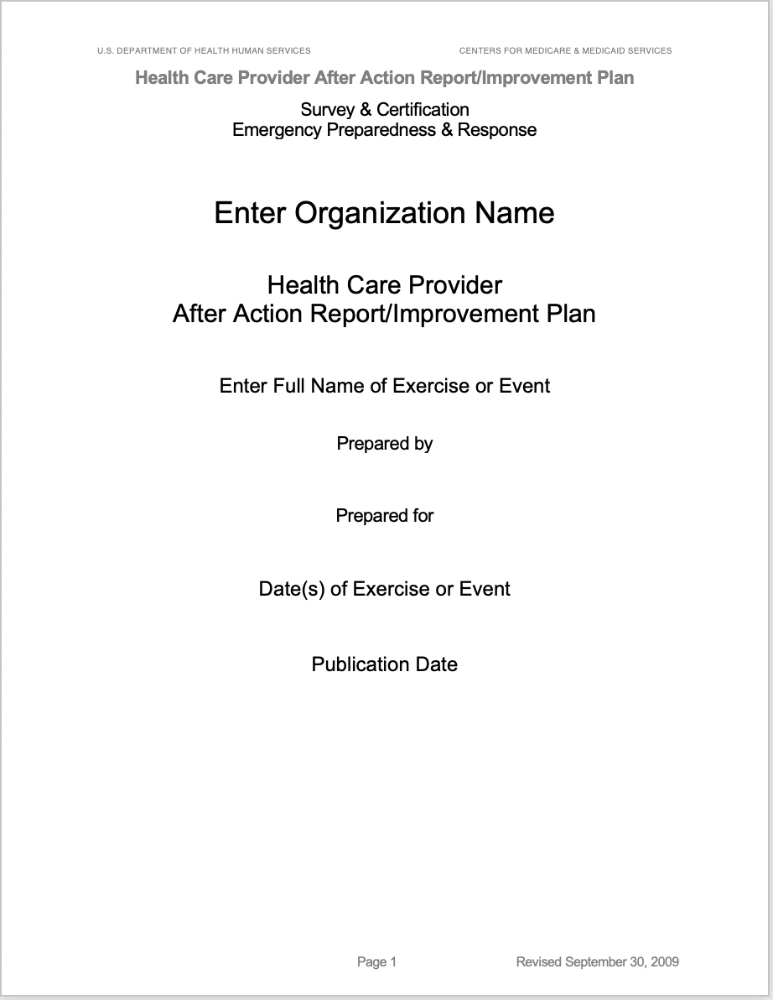 U.S. DEPARTMENT OF HEALTH HUMAN SERVICES CENTERS FOR MEDICARE & MEDICAID SERVICES
Health Care Provider After Action Report/Improvement Plan
Survey & Certification
Emergency Preparedness & Response
Enter Organization Name
Health Care Provider
After Action Report/Improvement Plan
Enter Full Name of Exercise or Event
Prepared by
Prepared for
Date(s) of Exercise or Event
Publication Date
Page 1 Revised September 30, 2009